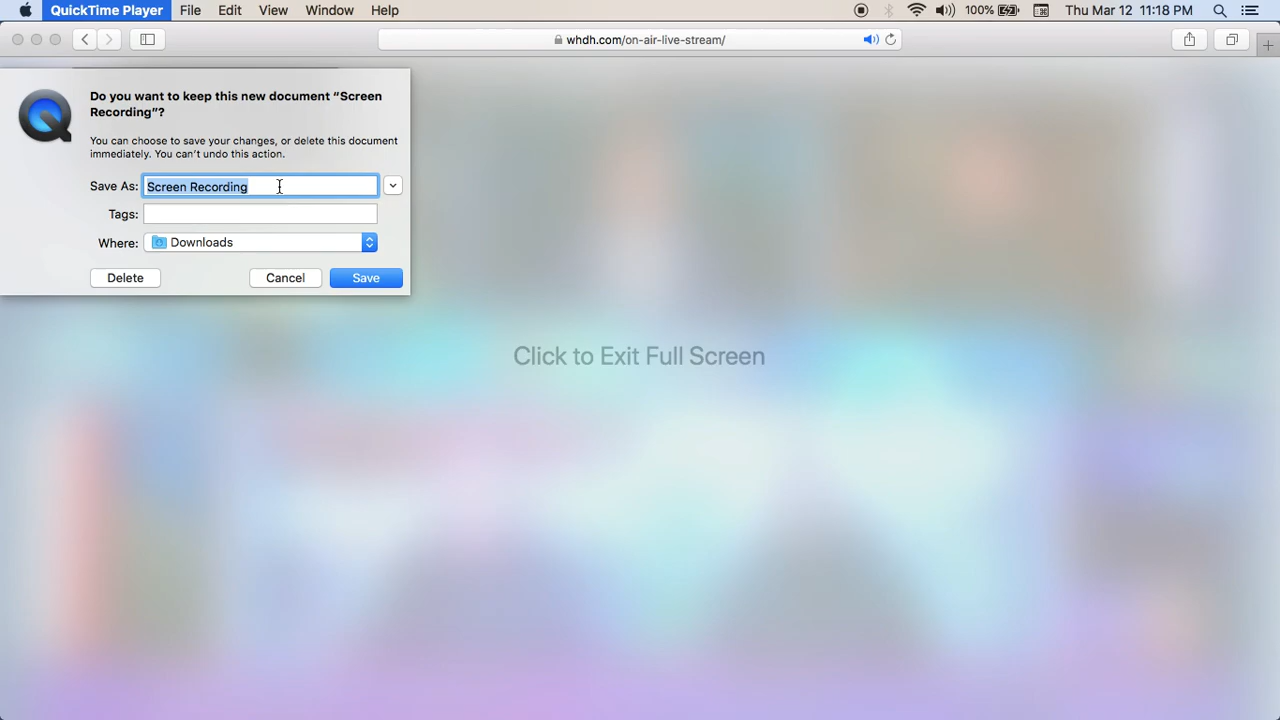 QuickTime Player File Edit View Window Help 100% Thu Mar 12 11:18 PM
whdh.com/on-air-live-stream/
Do you want to keep this new document “Screen
Recording”?
You can choose to save your changes, or delete this document
immediately. You can’t undo this action.
Save As: Screen Recording
Tags:
Where: Downloads
Delete Cancel Save
Click to Exit Full Screen